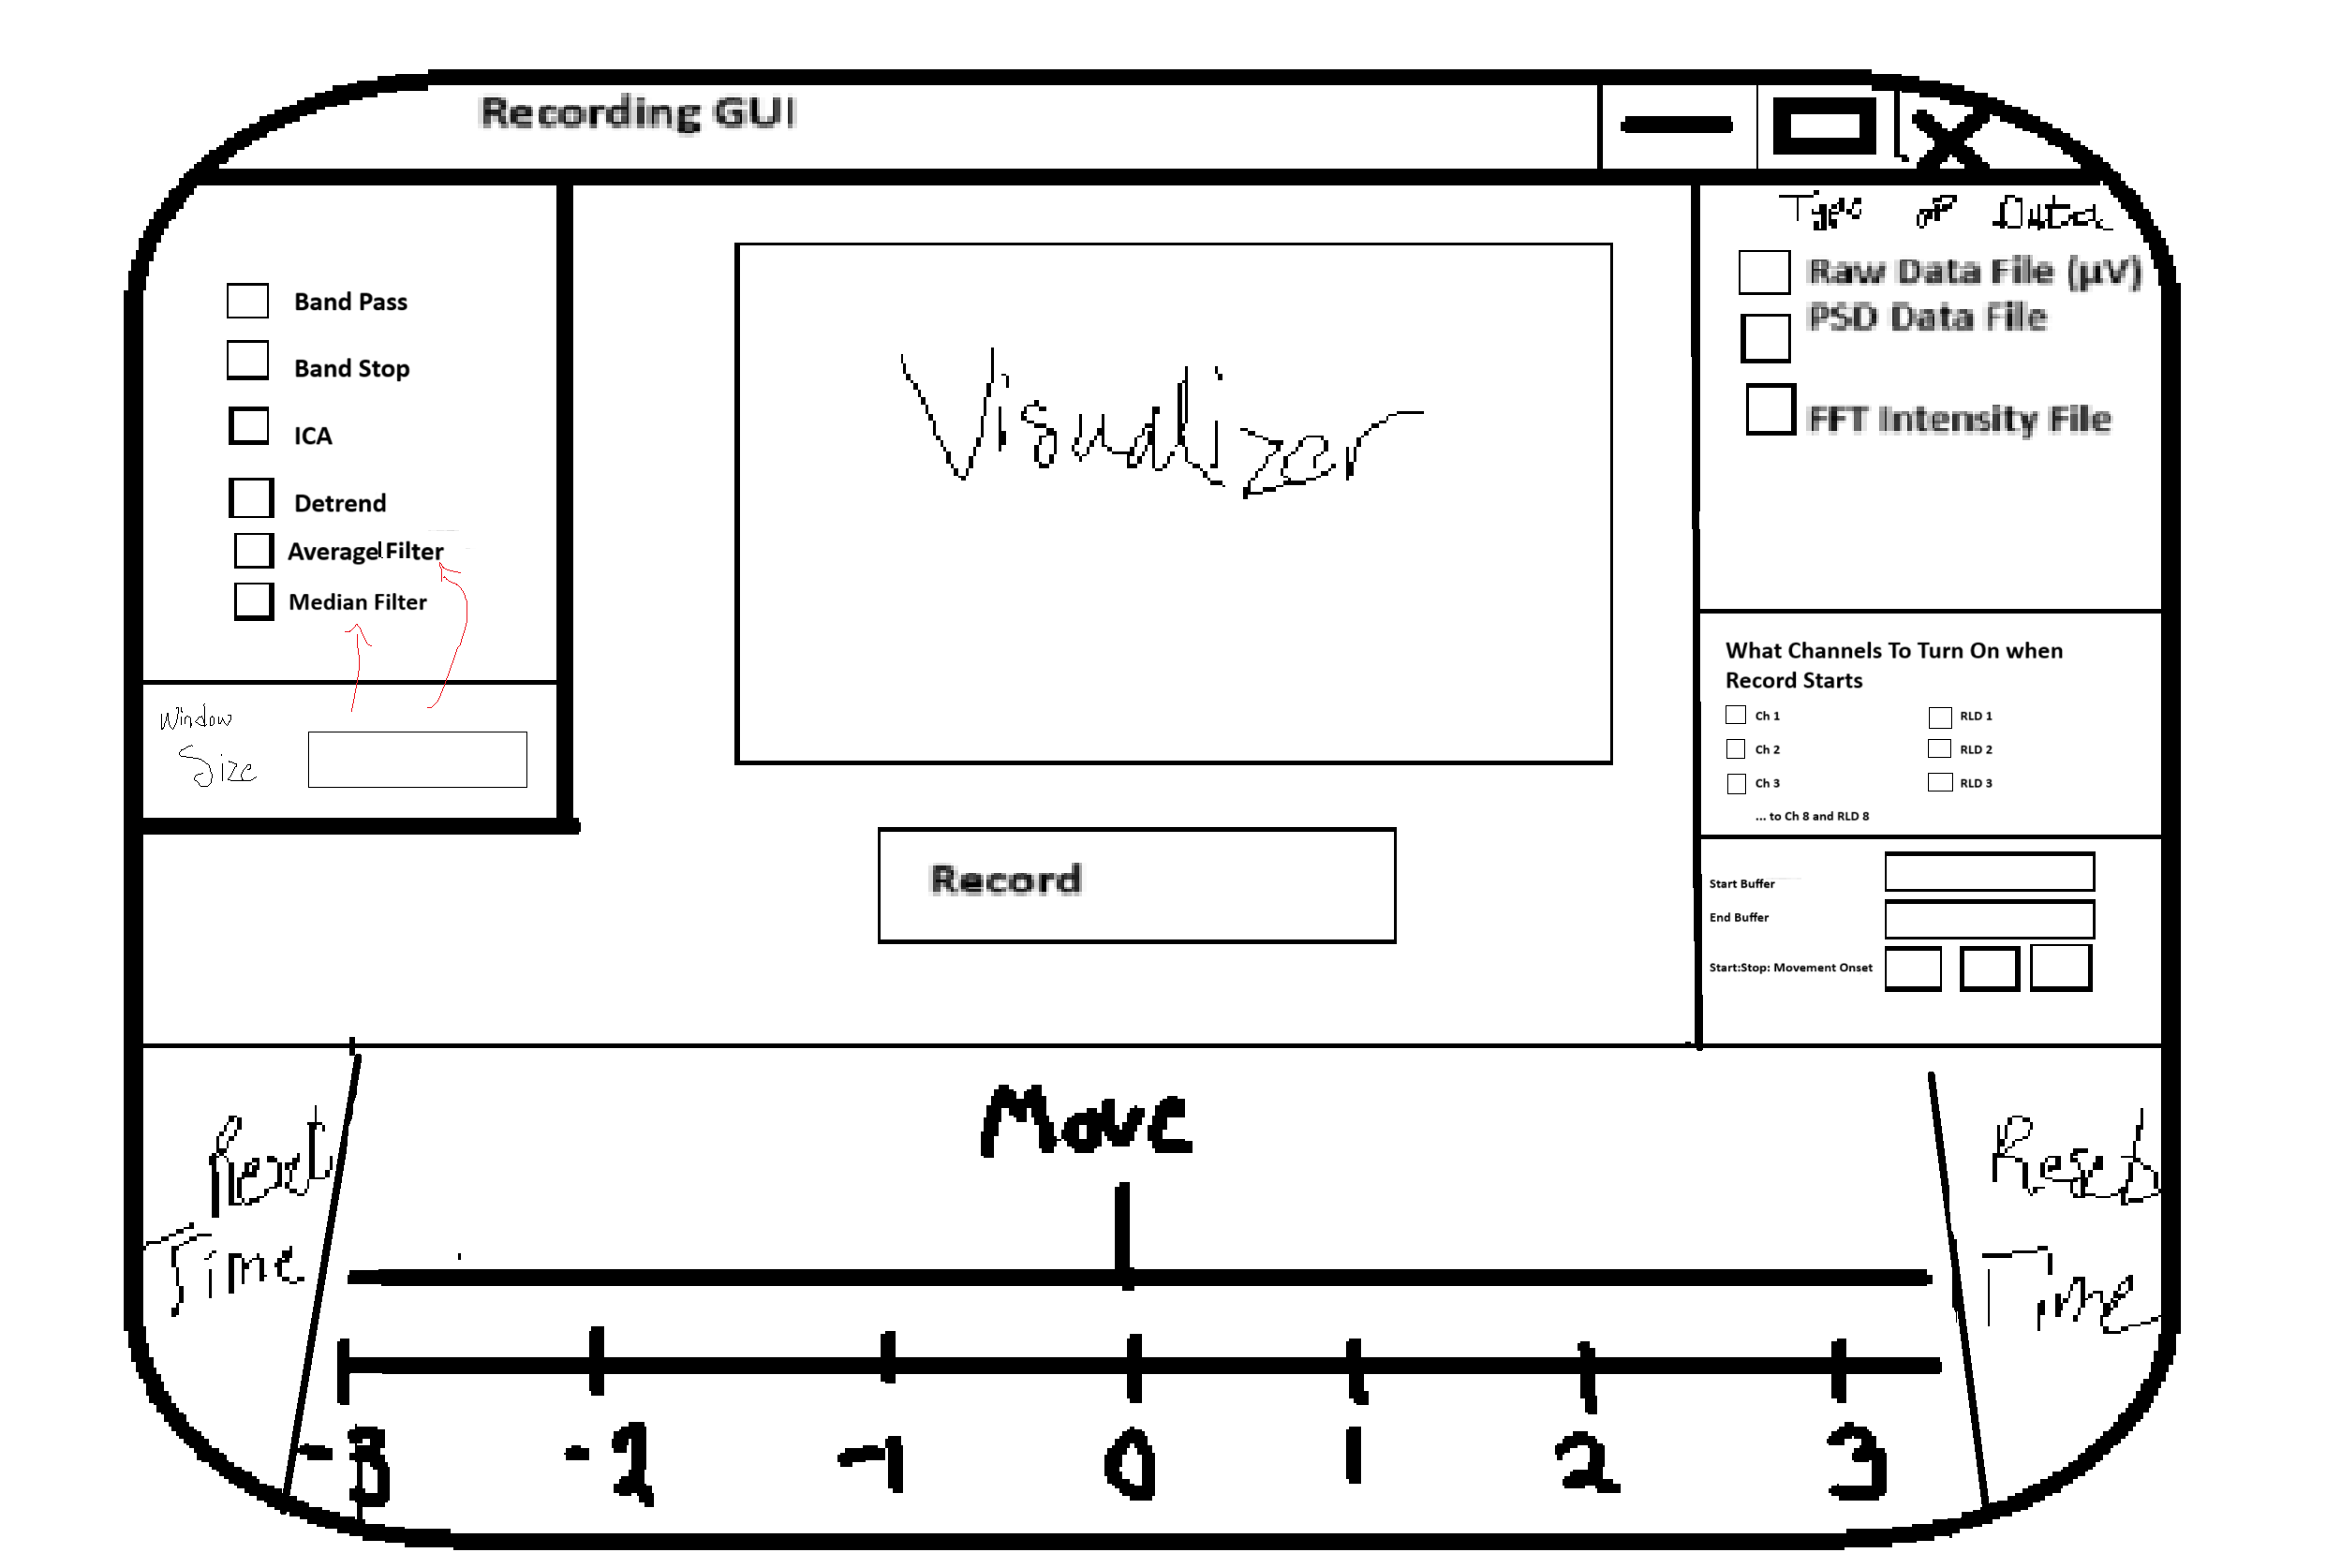 Recording GUI
Band Pass
Band Stop
ICA
Detrend
Average Filter
Median Filter
Window
Size
Visualizer
Record
Type of Data
Raw Data File (µV)
PSD Data File
FFT Intensity File
What Channels To Turn On when
Record Starts
Ch 1 RLD 1
Ch 2 RLD 2
Ch 3 RLD 3
... to Ch 8 and RLD 8
Start Buffer
End Buffer
Start:Stop: Movement Onset
Reset
Time
Move
Reset
Time
-3 -2 -1 0 1 2 3